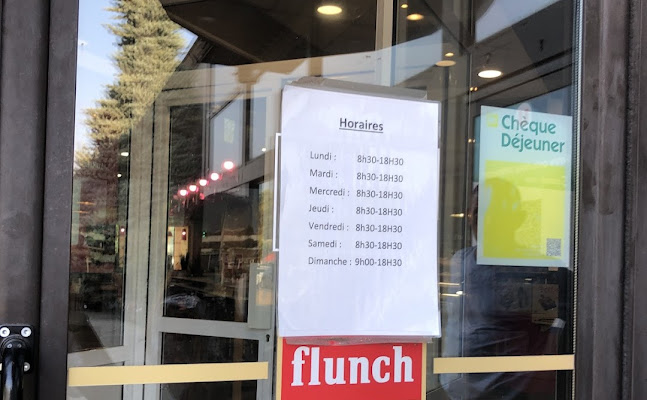 Horaires
Lundi : 8h30-18H30
Mardi : 8h30-18H30
Mercredi : 8h30-18H30
Jeudi : 8h30-18H30
Vendredi : 8h30-18H30
Samedi : 8h30-18H30
Dimanche : 9h00-18H30
flunch
Chèque
Déjeuner